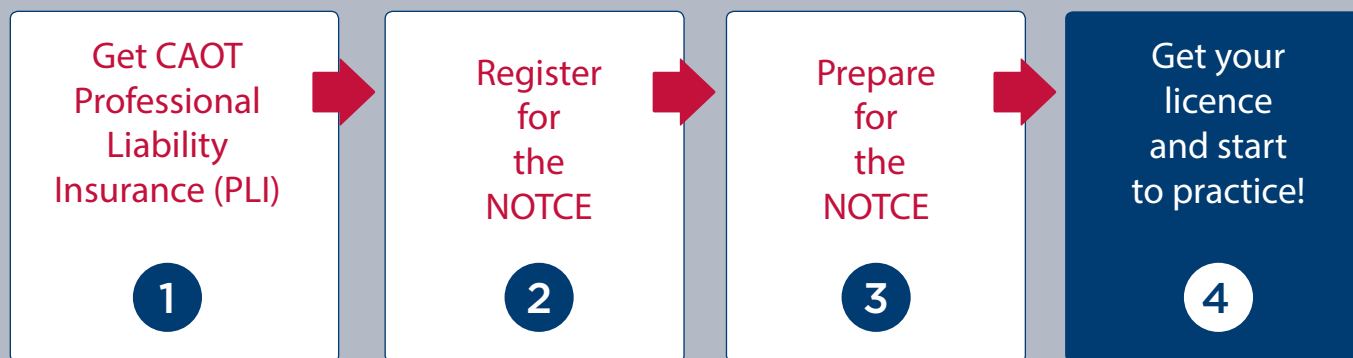 Get CAOT
Professional
Liability
Insurance (PLI)
1
Register
for
the
NOTCE
2
Prepare
for
the
NOTCE
3
Get your
licence
and start
to practice!
4